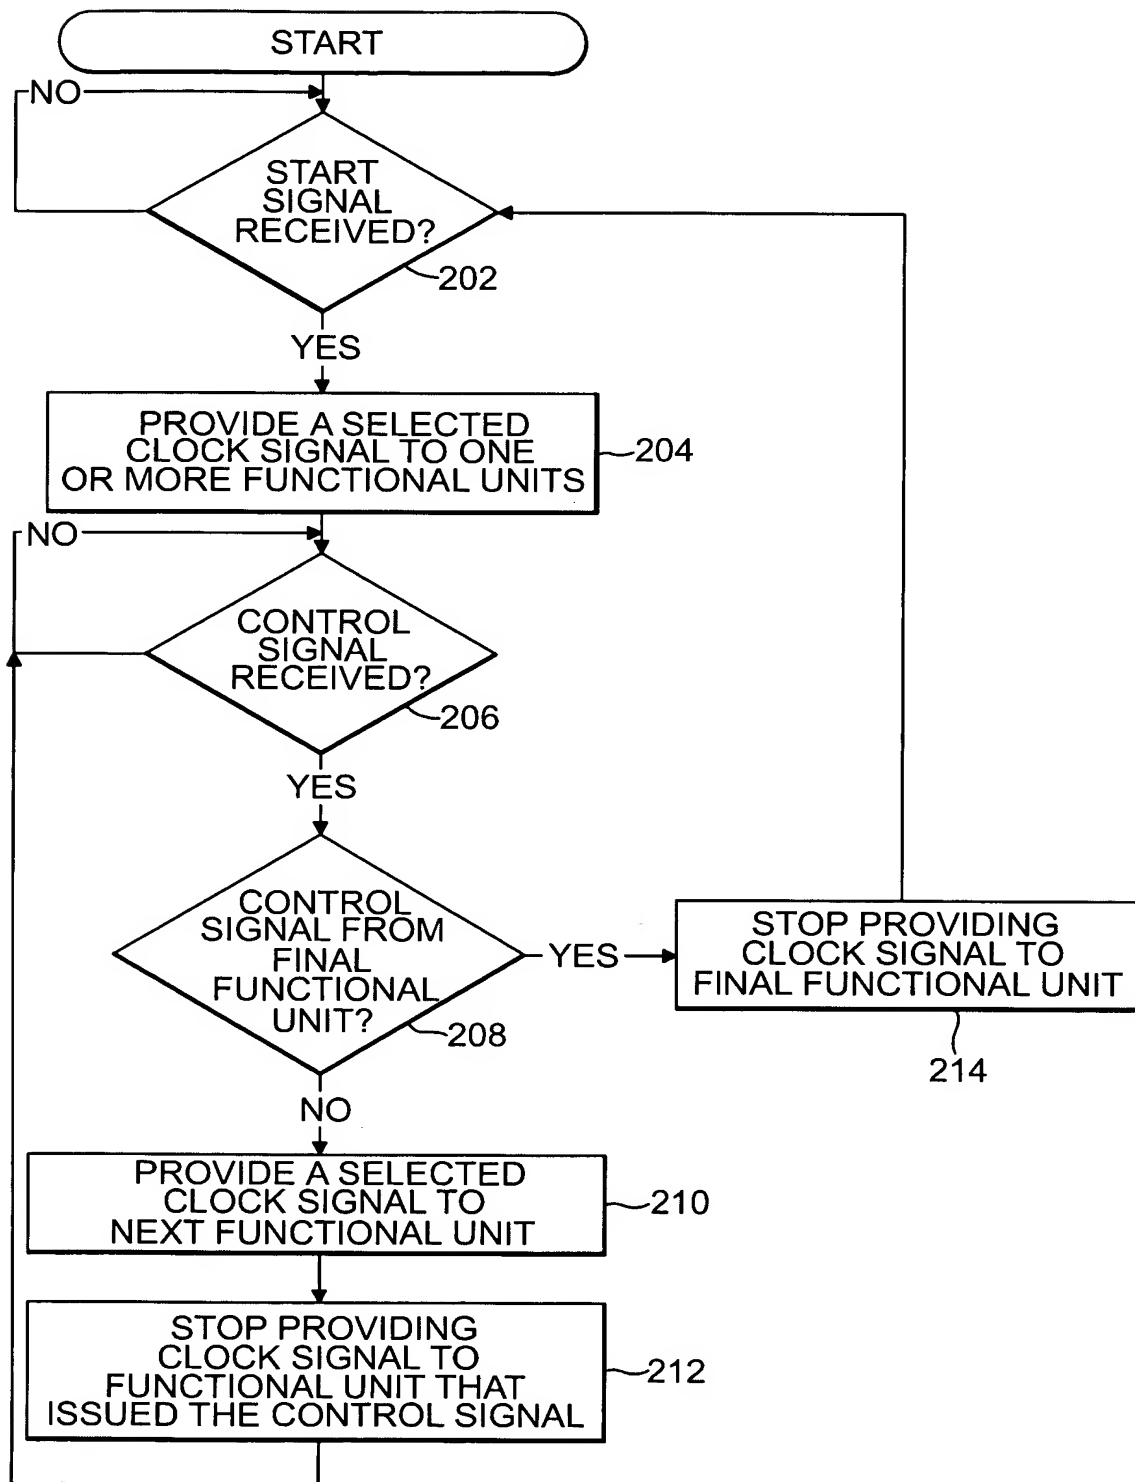 START
NO
START
SIGNAL
RECEIVED?
202
YES
PROVIDE A SELECTED
CLOCK SIGNAL TO ONE
OR MORE FUNCTIONAL UNITS
204
NO
CONTROL
SIGNAL
RECEIVED?
206
YES
CONTROL
SIGNAL FROM
FINAL
FUNCTIONAL
UNIT?
208
YES
STOP PROVIDING
CLOCK SIGNAL TO
FINAL FUNCTIONAL UNIT
214
NO
PROVIDE A SELECTED
CLOCK SIGNAL TO
NEXT FUNCTIONAL UNIT
210
STOP PROVIDING
CLOCK SIGNAL TO
FUNCTIONAL UNIT THAT
ISSUED THE CONTROL SIGNAL
212